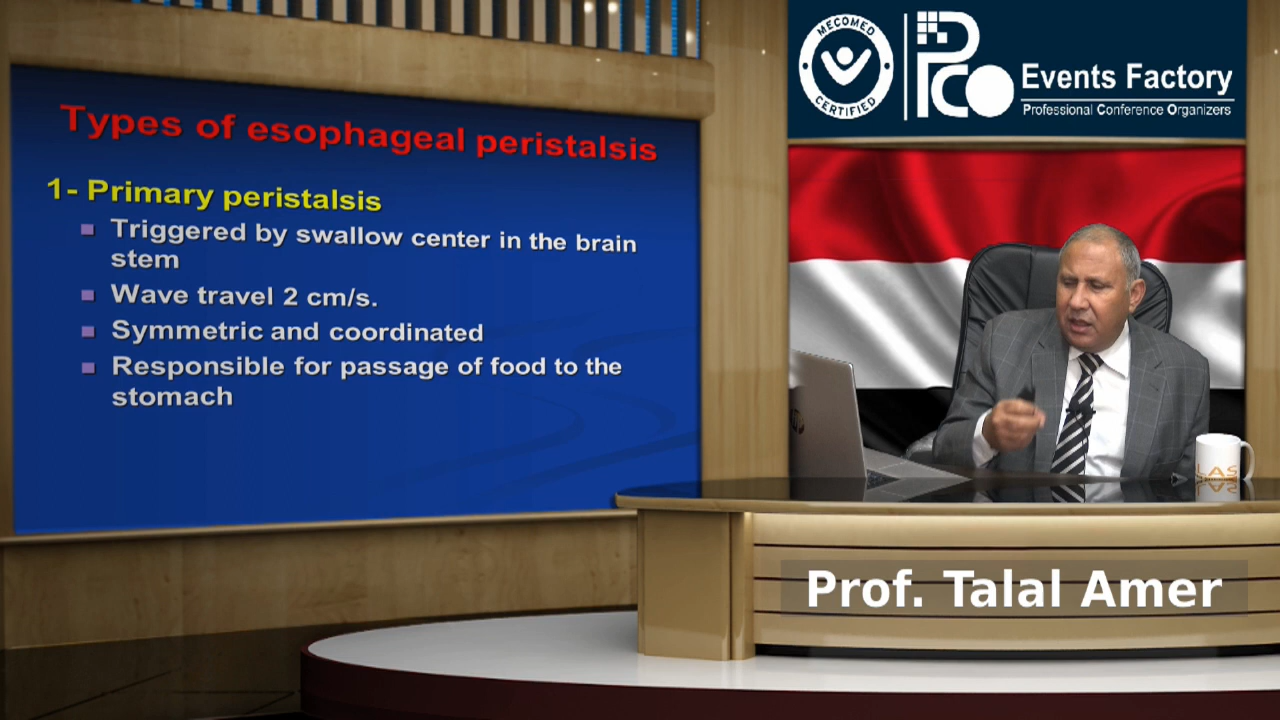 Types of esophageal peristalsis
1- Primary peristalsis
Triggered by swallow center in the brain
stem
Wave travel 2 cm/s.
Symmetric and coordinated
Responsible for passage of food to the
stomach
MECOMED
CERTIFIED
PCO
Events Factory
Professional Conference Organizers
hp
LAS
Prof. Talal Amer